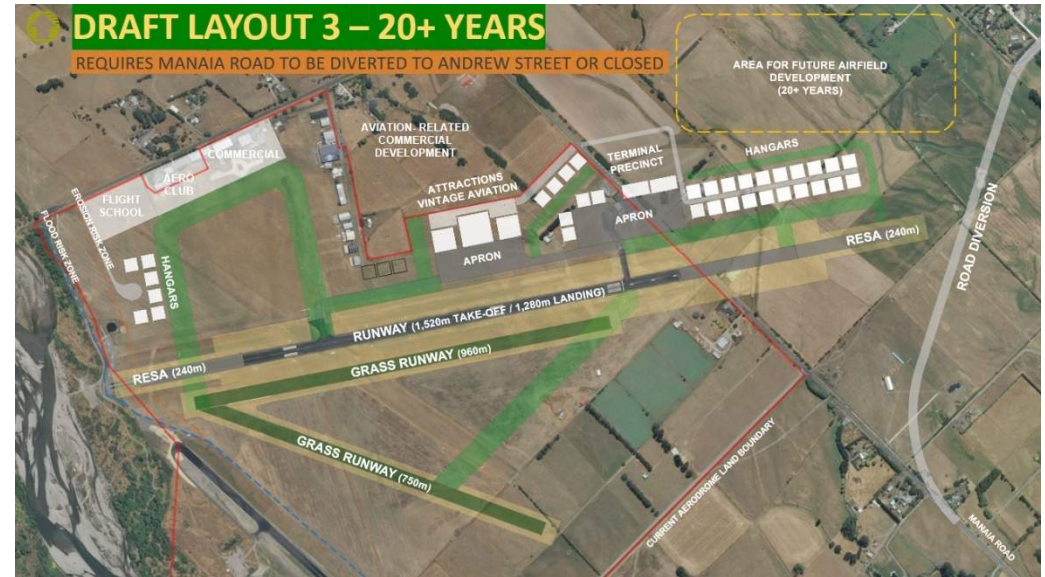 DRAFT LAYOUT 3 – 20+ YEARS
REQUIRES MANAIA ROAD TO BE DIVERTED TO ANDREW STREET OR CLOSED
AREA FOR FUTURE AIRFIELD
DEVELOPMENT
(20+ YEARS)
AVIATION-RELATED
COMMERCIAL
DEVELOPMENT
COMMERCIAL
AERO
CLUB
FLIGHT
SCHOOL
ATTRACTIONS
VINTAGE AVIATION
TERMINAL
PRECINCT
HANGARS
APRON
APRON
EROSION RISK ZONE
FLOOD RISK ZONE
HANGARS
RESA (240m)
ROAD DIVERSION
RUNWAY (1,520m TAKE-OFF / 1,280m LANDING)
GRASS RUNWAY (960m)
RESA (240m)
GRASS RUNWAY (750m)
CURRENT AERODROME LAND BOUNDARY
MANAIA ROAD